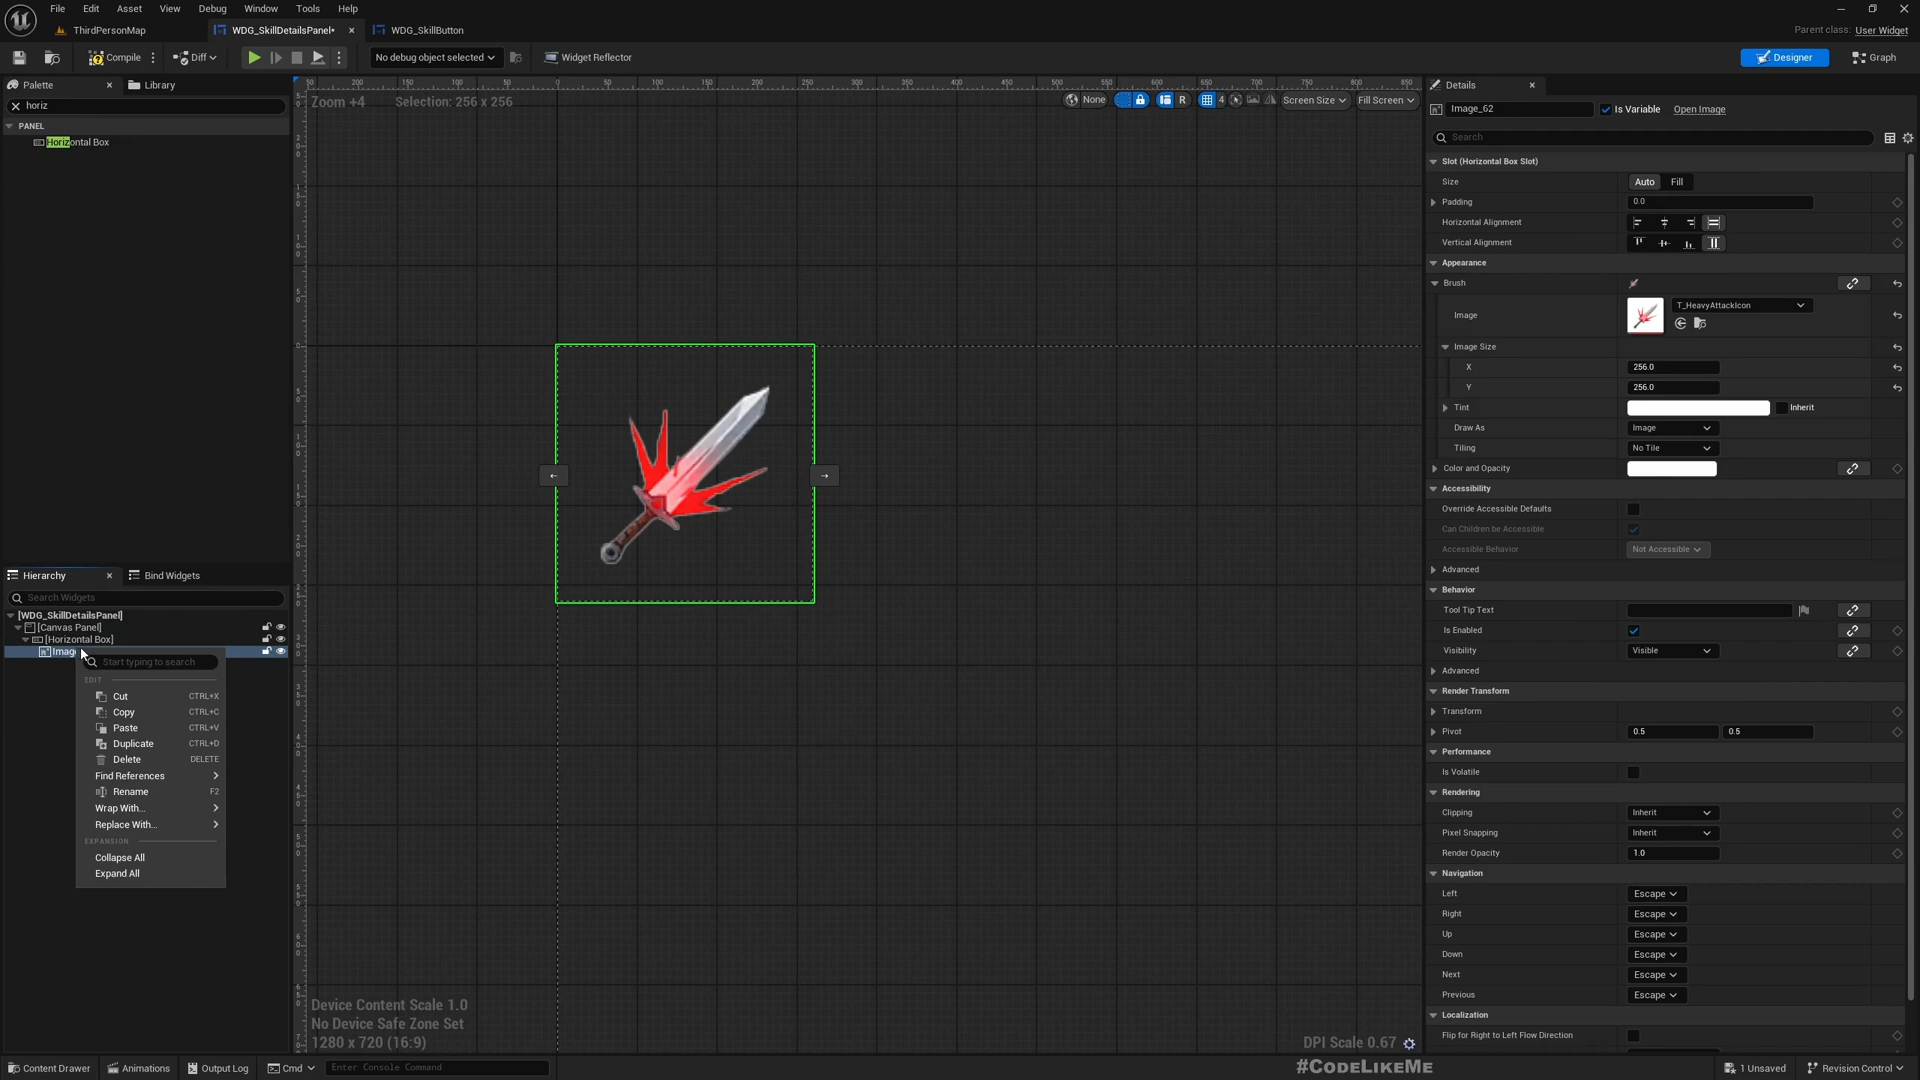 File Edit Asset View Debug Window Tools Help
ThirdPersonMap WDG_SkillDetailsPanel• WDG_SkillButton
Parent class: User Widget
Compile Diff No debug object selected Widget Reflector Designer Graph
Palette Library
horiz
PANEL
Horizontal Box
Zoom +4 Selection: 256 x 256
None R 4 Screen Size Fill Screen
Details
Image_62 Is Variable Open Image
Search
Slot (Horizontal Box Slot)
Size Auto Fill
Padding 0.0
Horizontal Alignment
Vertical Alignment
Appearance
Brush
Image T_HeavyAttackIcon
Image Size
X 256.0
Y 256.0
Tint Inherit
Draw As Image
Tiling No Tile
Color and Opacity
Accessibility
Override Accessible Defaults
Can Children be Accessible
Accessible Behavior Not Accessible
Advanced
Behavior
Tool Tip Text
Is Enabled
Visibility Visible
Advanced
Render Transform
Transform
Pivot 0.5 0.5
Performance
Is Volatile
Rendering
Clipping Inherit
Pixel Snapping Inherit
Render Opacity 1.0
Navigation
Left Escape
Right Escape
Up Escape
Down Escape
Next Escape
Previous Escape
Localization
Flip for Right to Left Flow Direction
Hierarchy Bind Widgets
Search Widgets
[WDG_SkillDetailsPanel]
[Canvas Panel]
[Horizontal Box]
Start typing to search
EDIT
Cut CTRL+X
Copy CTRL+C
Paste CTRL+V
Duplicate CTRL+D
Delete DELETE
Find References
Rename F2
Wrap With...
Replace With...
EXPANSION
Collapse All
Expand All
Device Content Scale 1.0
No Device Safe Zone Set
1280 x 720 (16:9)
DPI Scale 0.67
#CODELIKEME
Content Drawer Animations Output Log Cmd Enter Console Command
1 Unsaved Revision Control